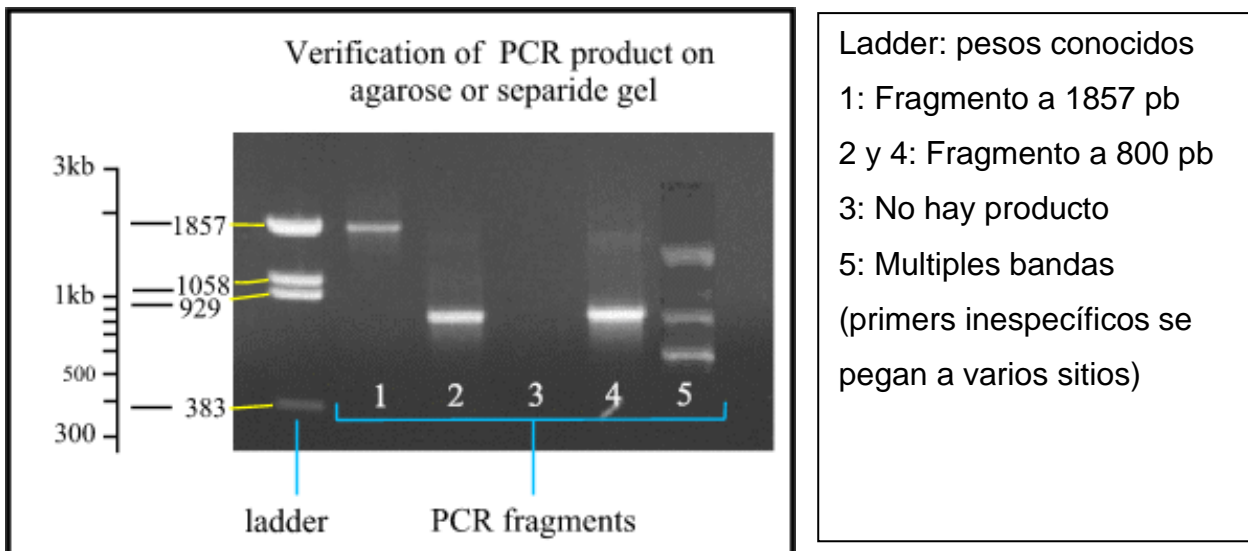 Verification of PCR product on
agarose or separide gel
3kb
1857
1058
1kb
929
500
383
300
1 2 3 4 5
ladder
PCR fragments
Ladder: pesos conocidos
1: Fragmento a 1857 pb
2 y 4: Fragmento a 800 pb
3: No hay producto
5: Multiples bandas
(primers inespecíficos se
pegan a varios sitios)